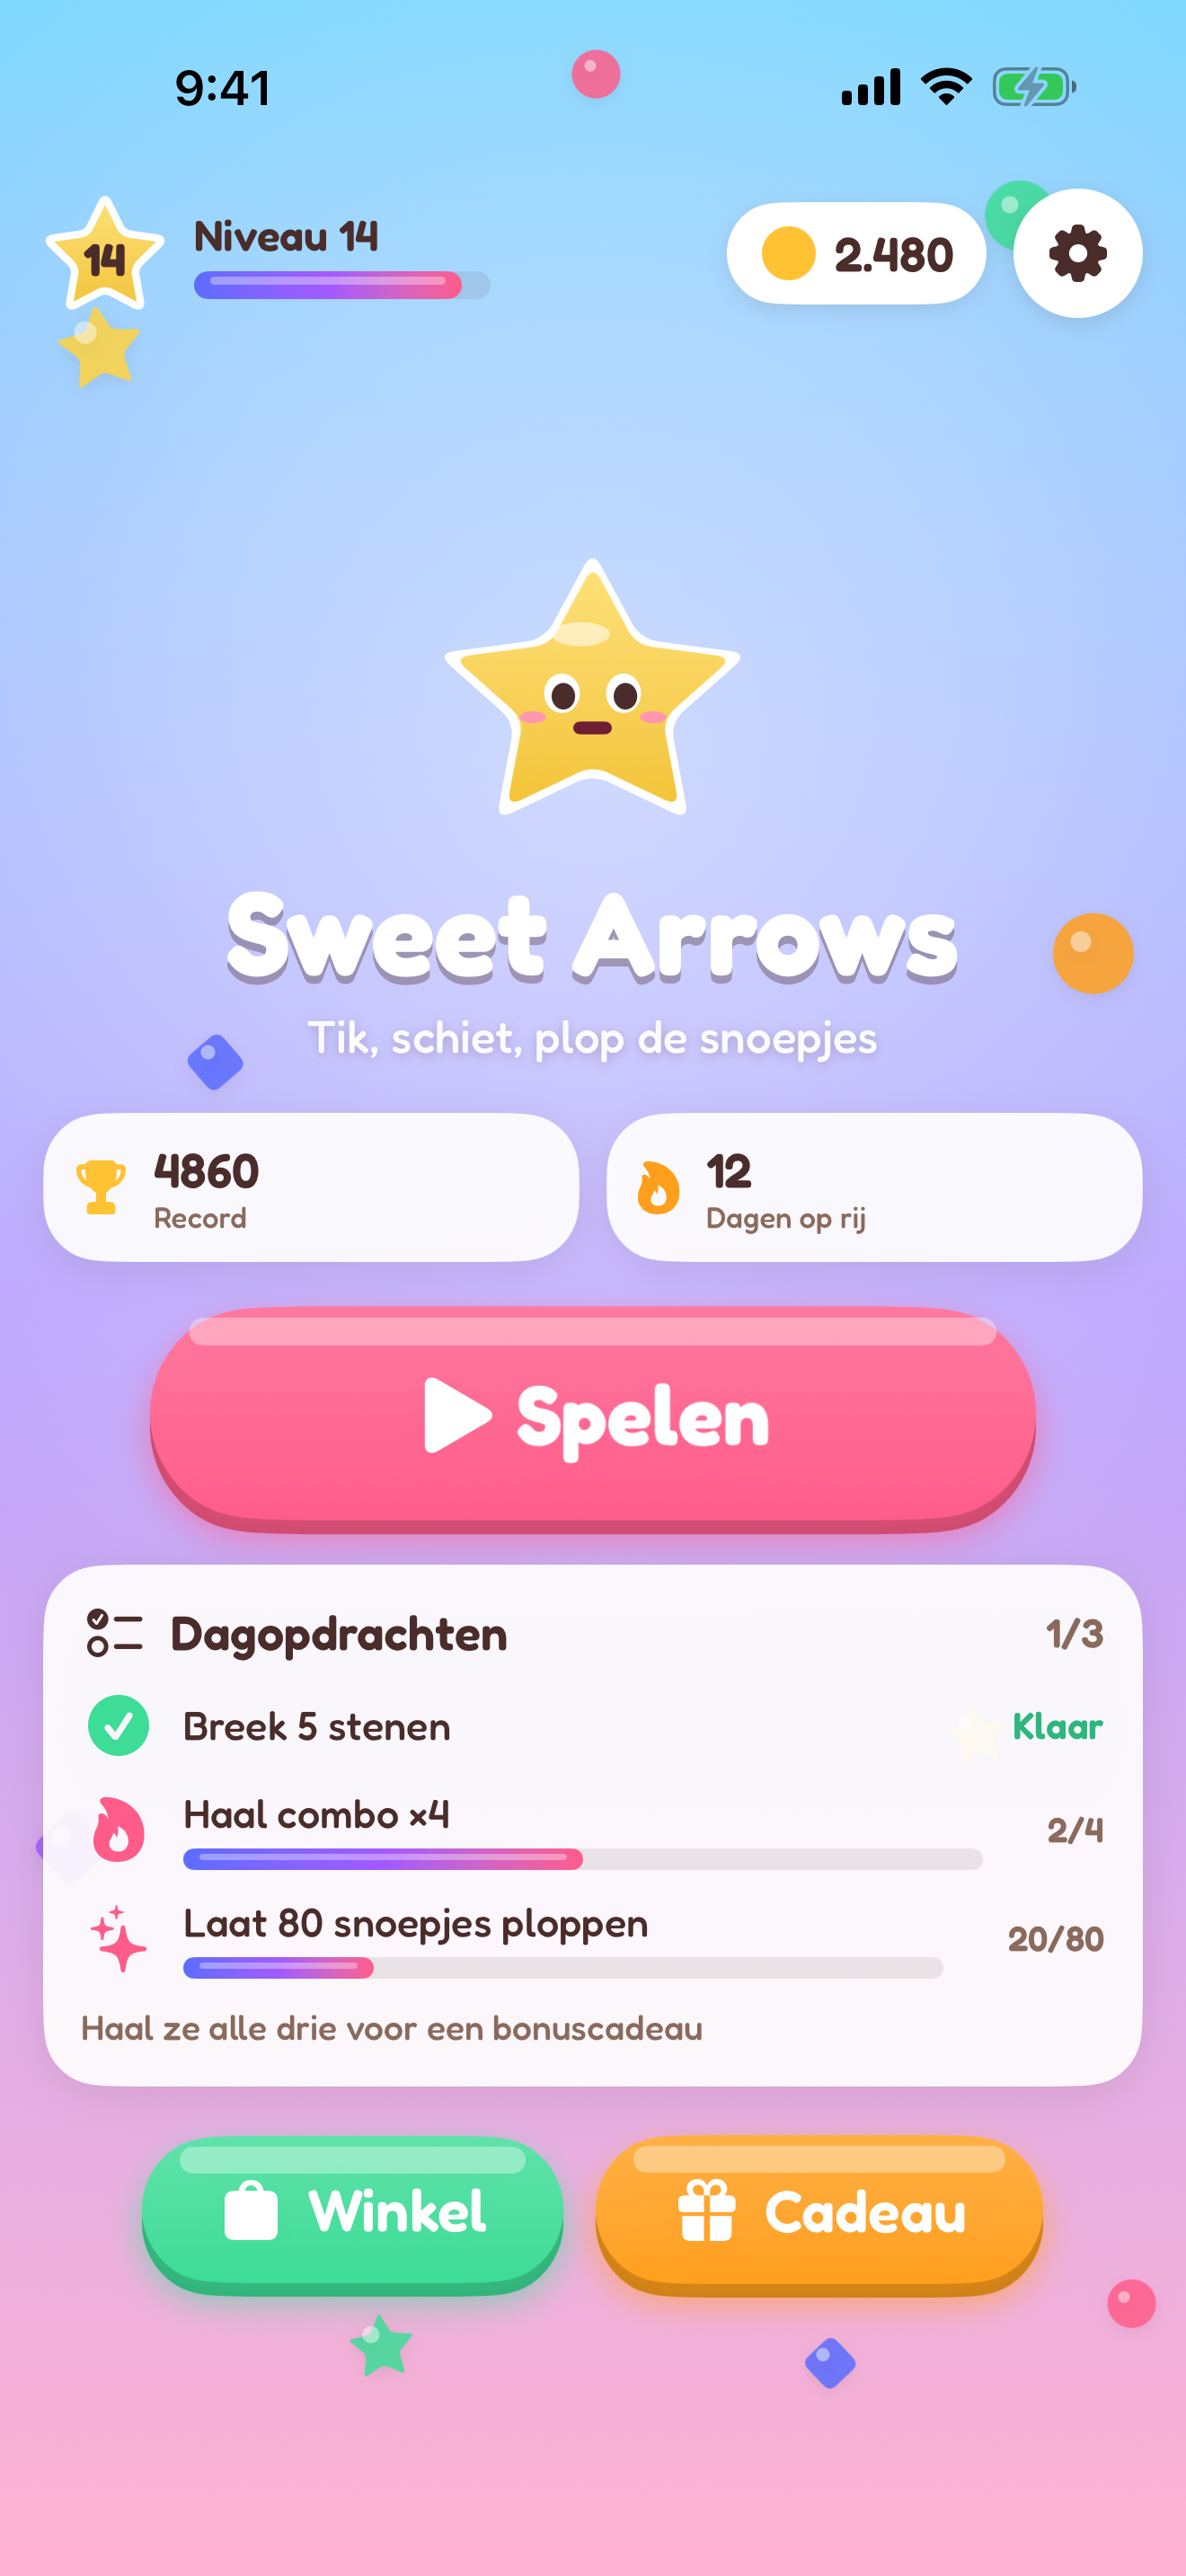 9:41
14
Niveau 14
2.480
Sweet Arrows
Tik, schiet, plop de snoepjes
4860
Record
12
Dagen op rij
Spelen
Dagopdrachten
1/3
Breek 5 stenen
Klaar
Haal combo ×4
2/4
Laat 80 snoepjes ploppen
20/80
Haal ze alle drie voor een bonuscadeau
Winkel
Cadeau